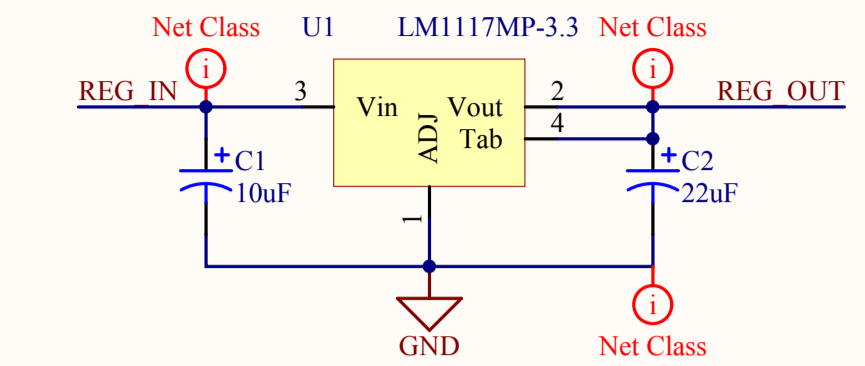 Net Class U1 LM1117MP-3.3 Net Class
i i
REG_IN 3 Vin Vout 2 REG_OUT
ADJ Tab 4
+ C1 + C2
10uF 22uF
1
i
GND Net Class